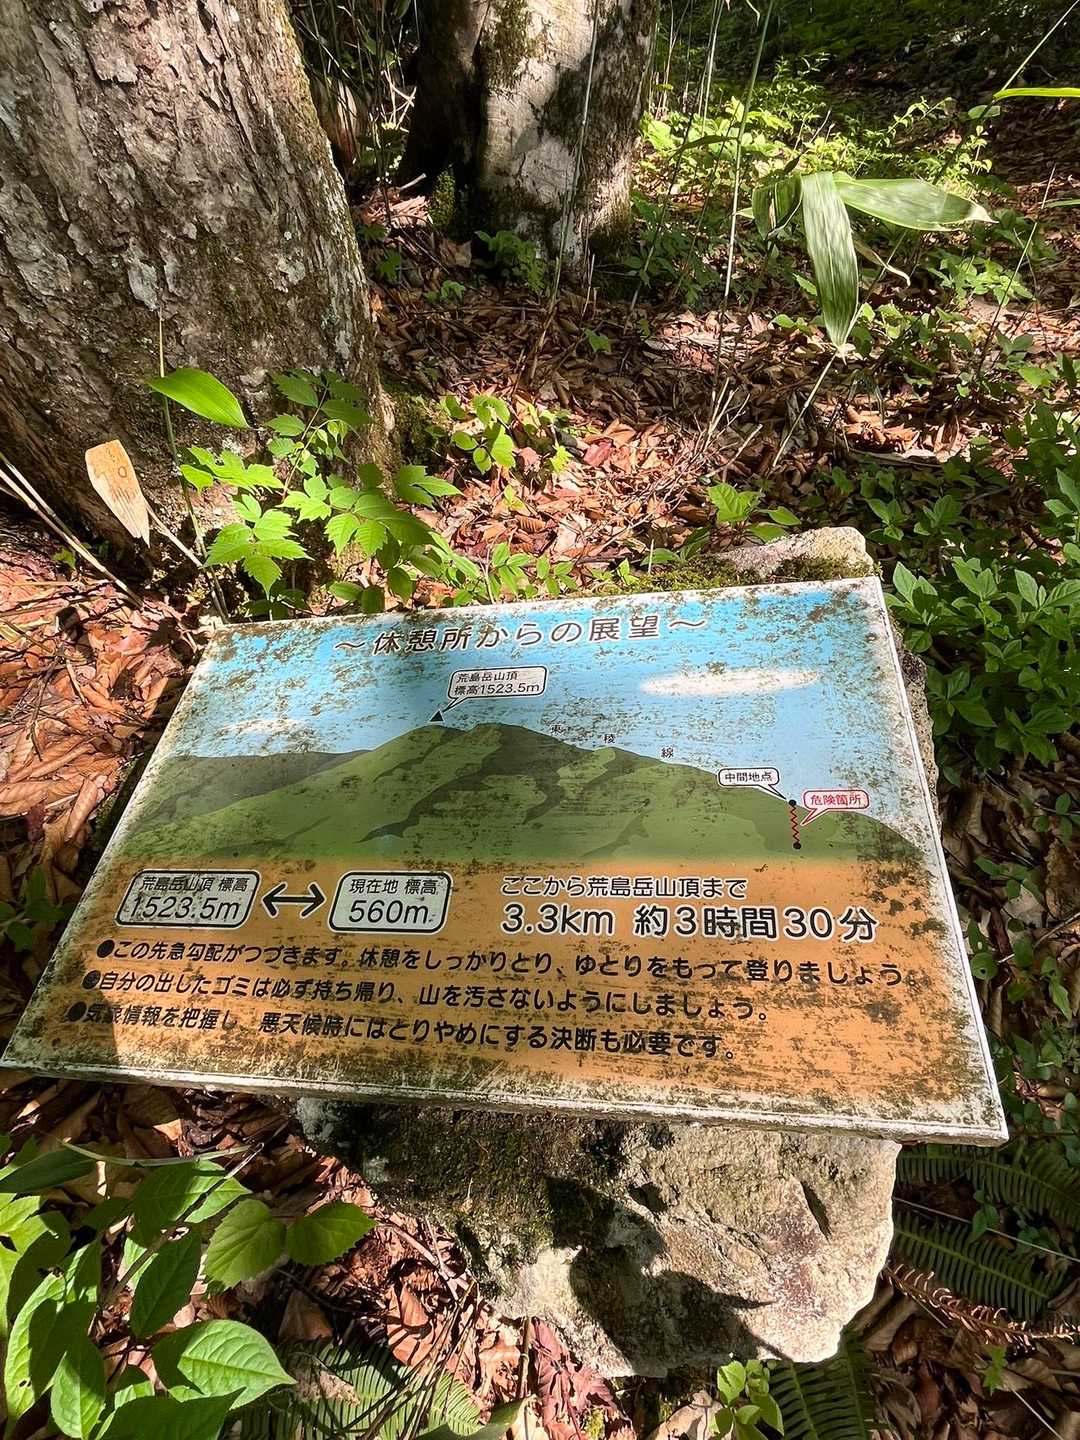 ～休憩所からの展望～
荒島岳山頂
標高1523.5m
東稜線
中間地点
危険箇所
荒島岳山頂 標高
1523.5m
現在地 標高
560m
ここから荒島岳山頂まで
3.3km 約3時間30分
●この先急勾配がつづきます。休憩をしっかりとり、ゆとりをもって登りましょう。
●自分の出したゴミは必ず持ち帰り、山を汚さないようにしましょう。
●気象情報を把握し、悪天候時にはとりやめにする決断も必要です。